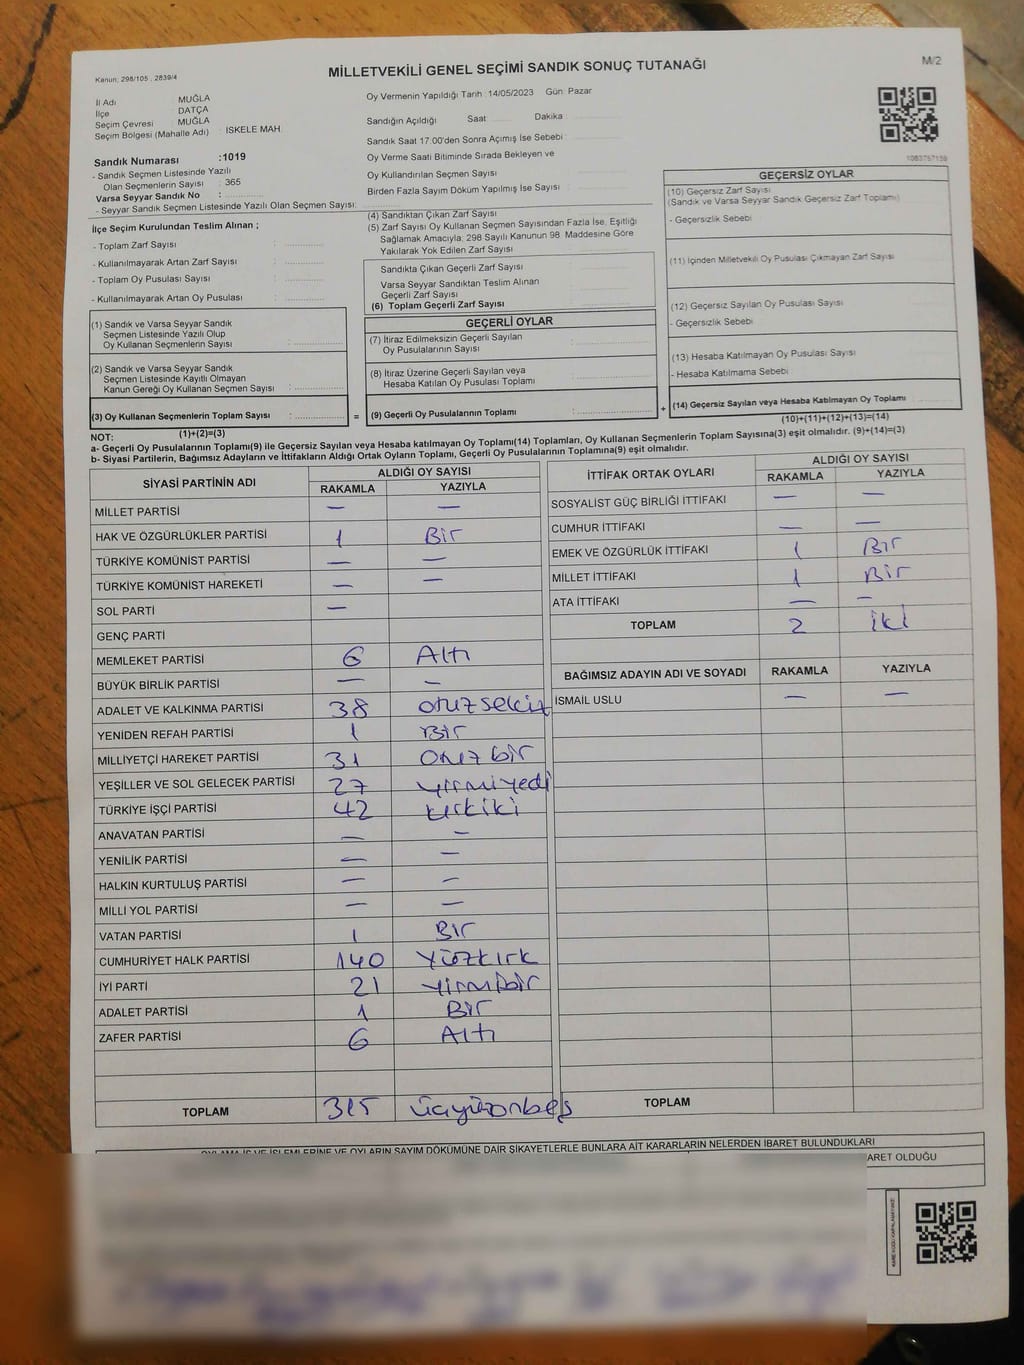 Kanun: 298/105 , 2839/4
MİLLETVEKİLİ GENEL SEÇİMİ SANDIK SONUÇ TUTANAĞI
M/2
İl Adı : MUĞLA
İlçe : DATÇA
Seçim Çevresi : MUĞLA
Seçim Bölgesi (Mahalle Adı) : İSKELE MAH.
Sandık Numarası :1019
- Sandık Seçmen Listesinde Yazılı
Olan Seçmenlerin Sayısı : 365
Varsa Seyyar Sandık No :
- Seyyar Sandık Seçmen Listesinde Yazılı Olan Seçmen Sayısı:
Oy Vermenin Yapıldığı Tarih : 14/05/2023 Gün: Pazar
Sandığın Açıldığı Saat Dakika
Sandık Saat 17:00'den Sonra Açımış İse Sebebi :
Oy Verme Saati Bitiminde Sırada Bekleyen ve
Oy Kullandırılan Seçmen Sayısı
Birden Fazla Sayım Döküm Yapılmış İse Sayısı :
1083757159
İlçe Seçim Kurulundan Teslim Alınan ;
- Toplam Zarf Sayısı :
- Kullanılmayarak Artan Zarf Sayısı :
- Toplam Oy Pusulası Sayısı :
- Kullanılmayarak Artan Oy Pusulası :
(4) Sandıktan Çıkan Zarf Sayısı
(5) Zarf Sayısı Oy Kullanan Seçmen Sayısından Fazla İse, Eşitliği
Sağlamak Amacıyla, 298 Sayılı Kanunun 98. Maddesine Göre
Yakılarak Yok Edilen Zarf Sayısı
Sandıkta Çıkan Geçerli Zarf Sayısı
Varsa Seyyar Sandıktan Teslim Alınan
Geçerli Zarf Sayısı
(6) Toplam Geçerli Zarf Sayısı
GEÇERSİZ OYLAR
(10) Geçersiz Zarf Sayısı
(Sandık ve Varsa Seyyar Sandık Geçersiz Zarf Toplamı)
- Geçersizlik Sebebi
(11) İçinden Milletvekili Oy Pusulası Çıkmayan Zarf Sayısı
(12) Geçersiz Sayılan Oy Pusulası Sayısı
- Geçersizlik Sebebi
(13) Hesaba Katılmayan Oy Pusulası Sayısı
- Hesaba Katılmama Sebebi
(14) Geçersiz Sayılan veya Hesaba Katılmayan Oy Toplamı
(10)+(11)+(12)+(13)=(14)
(1) Sandık ve Varsa Seyyar Sandık
Seçmen Listesinde Yazılı Olup
Oy Kullanan Seçmenlerin Sayısı :
(2) Sandık ve Varsa Seyyar Sandık
Seçmen Listesinde Kayıtlı Olmayan
Kanun Gereği Oy Kullanan Seçmen Sayısı :
(3) Oy Kullanan Seçmenlerin Toplam Sayısı : =
(1)+(2)=(3)
GEÇERLİ OYLAR
(7) İtiraz Edilmeksizin Geçerli Sayılan
Oy Pusulalarının Sayısı :
(8) İtiraz Üzerine Geçerli Sayılan veya
Hesaba Katılan Oy Pusulası Toplamı :
(9) Geçerli Oy Pusulalarının Toplamı : +
NOT:
a- Geçerli Oy Pusulalarının Toplamı(9) ile Geçersiz Sayılan veya Hesaba katılmayan Oy Toplamı(14) Toplamları, Oy Kullanan Seçmenlerin Toplam Sayısına(3) eşit olmalıdır. (9)+(14)=(3)
b- Siyasi Partilerin, Bağımsız Adayların ve İttifakların Aldığı Ortak Oyların Toplamı, Geçerli Oy Pusulalarının Toplamına(9) eşit olmalıdır.
SİYASİ PARTİNİN ADI ALDIĞI OY SAYISI
RAKAMLA YAZIYLA
MİLLET PARTİSİ — —
HAK VE ÖZGÜRLÜKLER PARTİSİ 1 Bir
TÜRKİYE KOMÜNİST PARTİSİ — —
TÜRKİYE KOMÜNİST HAREKETİ — —
SOL PARTİ —
GENÇ PARTİ
MEMLEKET PARTİSİ 6 Altı
BÜYÜK BİRLİK PARTİSİ — —
ADALET VE KALKINMA PARTİSİ 38 otuzsekiz
YENİDEN REFAH PARTİSİ 1 Bir
MİLLİYETÇİ HAREKET PARTİSİ 31 Otuzbir
YEŞİLLER VE SOL GELECEK PARTİSİ 27 yirmiyedi
TÜRKİYE İŞÇİ PARTİSİ 42 kırkiki
ANAVATAN PARTİSİ — —
YENİLİK PARTİSİ — —
HALKIN KURTULUŞ PARTİSİ — —
MİLLİ YOL PARTİSİ — —
VATAN PARTİSİ 1 Bir
CUMHURİYET HALK PARTİSİ 140 Yüzkırk
İYİ PARTİ 21 yirmibir
ADALET PARTİSİ 1 Bir
ZAFER PARTİSİ 6 Altı
TOPLAM 315 üçyüzonbeş
İTTİFAK ORTAK OYLARI ALDIĞI OY SAYISI
RAKAMLA YAZIYLA
SOSYALİST GÜÇ BİRLİĞİ İTTİFAKI — —
CUMHUR İTTİFAKI — —
EMEK VE ÖZGÜRLÜK İTTİFAKI 1 Bir
MİLLET İTTİFAKI 1 Bir
ATA İTTİFAKI — —
TOPLAM 2 iki
BAĞIMSIZ ADAYIN ADI VE SOYADI RAKAMLA YAZIYLA
İSMAİL USLU — —
TOPLAM
OYLAMA İŞ VE İŞLEMLERİNE VE OYLARIN SAYIM DÖKÜMÜNE DAİR ŞİKAYETLERLE BUNLARA AİT KARARLARIN NELERDEN İBARET BULUNDUKLARI
ARET OLDUĞU